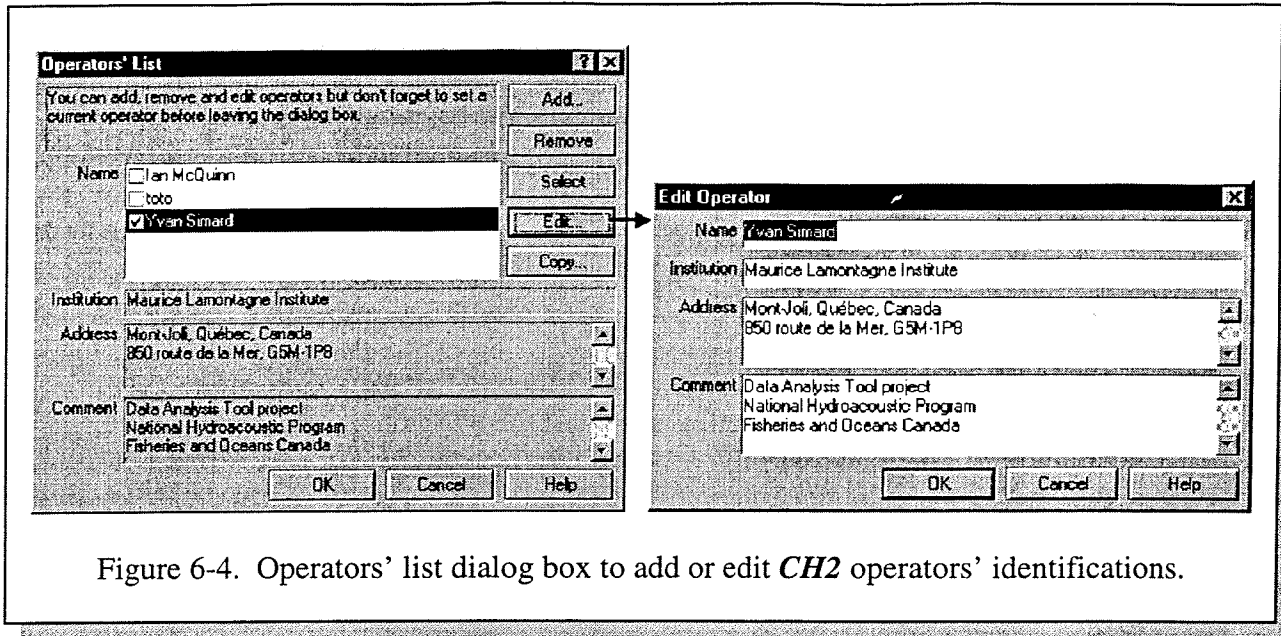 Operators' List
You can add, remove and edit operators but don't forget to set a
current operator before leaving the dialog box.
Add...
Remove
Select
Edit...
Copy...
Name
Ian McQuinn
toto
Yvan Simard
Institution Maurice Lamontagne Institute
Address Mont-Joli, Québec, Canada
850 route de la Mer, G5M-1P8
Comment Data Analysis Tool project
National Hydroacoustic Program
Fisheries and Oceans Canada
OK Cancel Help
Edit Operator
Name Yvan Simard
Institution Maurice Lamontagne Institute
Address Mont-Joli, Québec, Canada
850 route de la Mer, G5M-1P8
Comment Data Analysis Tool project
National Hydroacoustic Program
Fisheries and Oceans Canada
OK Cancel Help
Figure 6-4. Operators' list dialog box to add or edit CH2 operators' identifications.